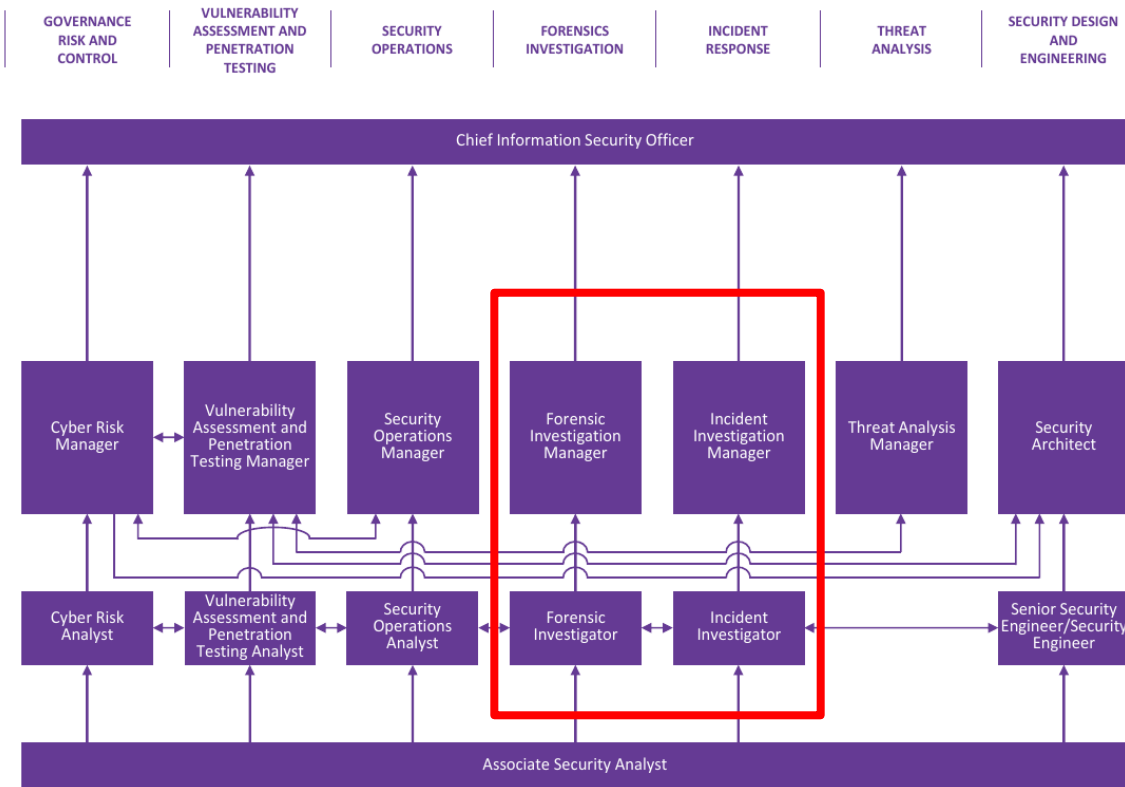 GOVERNANCE
RISK AND
CONTROL
VULNERABILITY
ASSESSMENT AND
PENETRATION
TESTING
SECURITY
OPERATIONS
FORENSICS
INVESTIGATION
INCIDENT
RESPONSE
THREAT
ANALYSIS
SECURITY DESIGN
AND
ENGINEERING
Chief Information Security Officer
Cyber Risk
Manager
Vulnerability
Assessment and
Penetration
Testing Manager
Security
Operations
Manager
Forensic
Investigation
Manager
Incident
Investigation
Manager
Threat Analysis
Manager
Security
Architect
Cyber Risk
Analyst
Vulnerability
Assessment and
Penetration
Testing Analyst
Security
Operations
Analyst
Forensic
Investigator
Incident
Investigator
Senior Security
Engineer/Security
Engineer
Associate Security Analyst